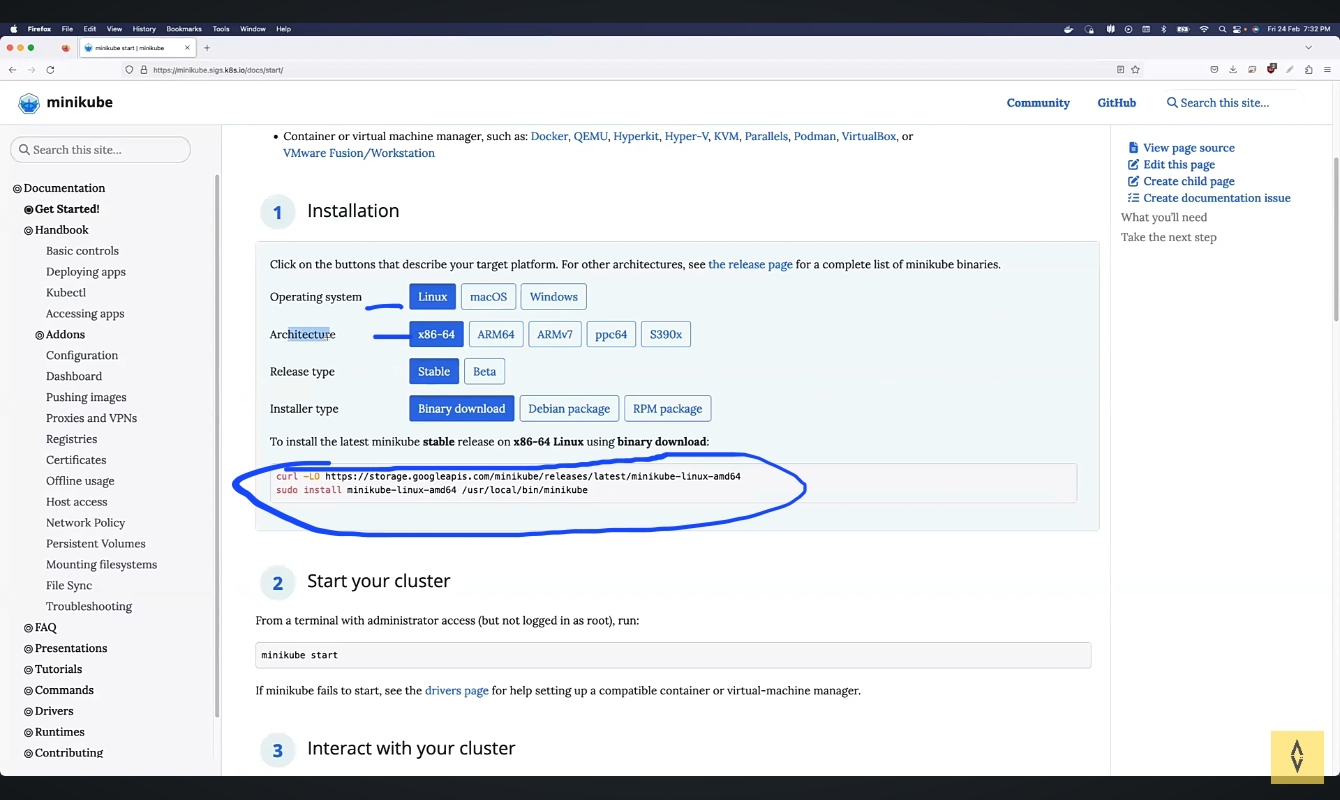 Firefox File Edit View History Bookmarks Tools Window Help Fri 24 Feb 7:32 PM
minikube start | minikube
https://minikube.sigs.k8s.io/docs/start/
minikube
Community GitHub Search this site...
Search this site...
Documentation
Get Started!
Handbook
Basic controls
Deploying apps
Kubectl
Accessing apps
Addons
Configuration
Dashboard
Pushing images
Proxies and VPNs
Registries
Certificates
Offline usage
Host access
Network Policy
Persistent Volumes
Mounting filesystems
File Sync
Troubleshooting
FAQ
Presentations
Tutorials
Commands
Drivers
Runtimes
Contributing
• Container or virtual machine manager, such as: Docker, QEMU, Hyperkit, Hyper-V, KVM, Parallels, Podman, VirtualBox, or
VMware Fusion/Workstation
1 Installation
Click on the buttons that describe your target platform. For other architectures, see the release page for a complete list of minikube binaries.
Operating system Linux macOS Windows
Architecture x86-64 ARM64 ARMv7 ppc64 S390x
Release type Stable Beta
Installer type Binary download Debian package RPM package
To install the latest minikube stable release on x86-64 Linux using binary download:
curl -LO https://storage.googleapis.com/minikube/releases/latest/minikube-linux-amd64
sudo install minikube-linux-amd64 /usr/local/bin/minikube
2 Start your cluster
From a terminal with administrator access (but not logged in as root), run:
minikube start
If minikube fails to start, see the drivers page for help setting up a compatible container or virtual-machine manager.
3 Interact with your cluster
View page source
Edit this page
Create child page
Create documentation issue
What you'll need
Take the next step